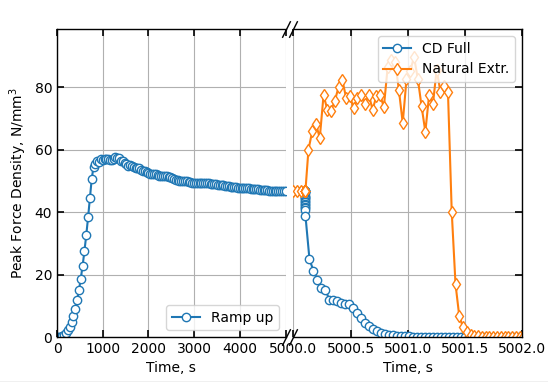 CD Full
Natural Extr.
Peak Force Density, N/mm³
80
60
40
20
0
Ramp up
0 1000 2000 3000 4000 5000.0 5500.5 5001.0 5001.5 5002.0
Time, s Time, s